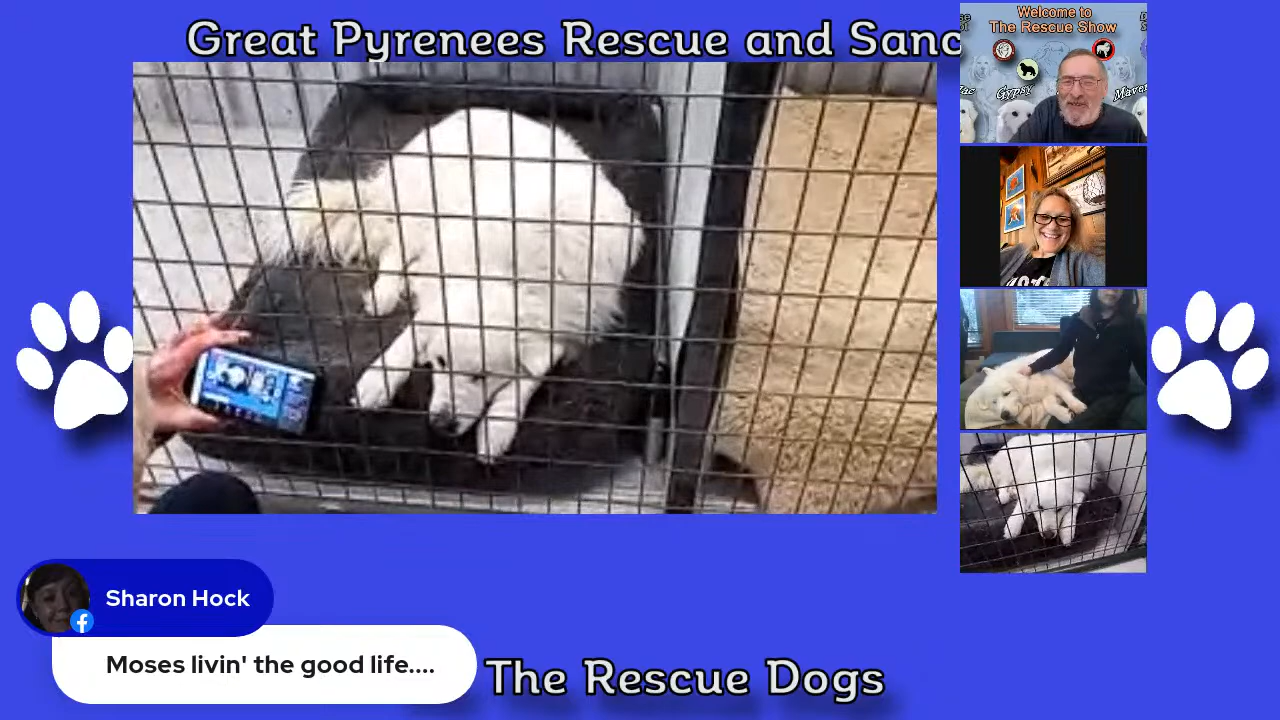 Great Pyrenees Rescue and Sanc
Welcome to
The Rescue Show
Gypsy
Sharon Hock
Moses livin' the good life....
The Rescue Dogs